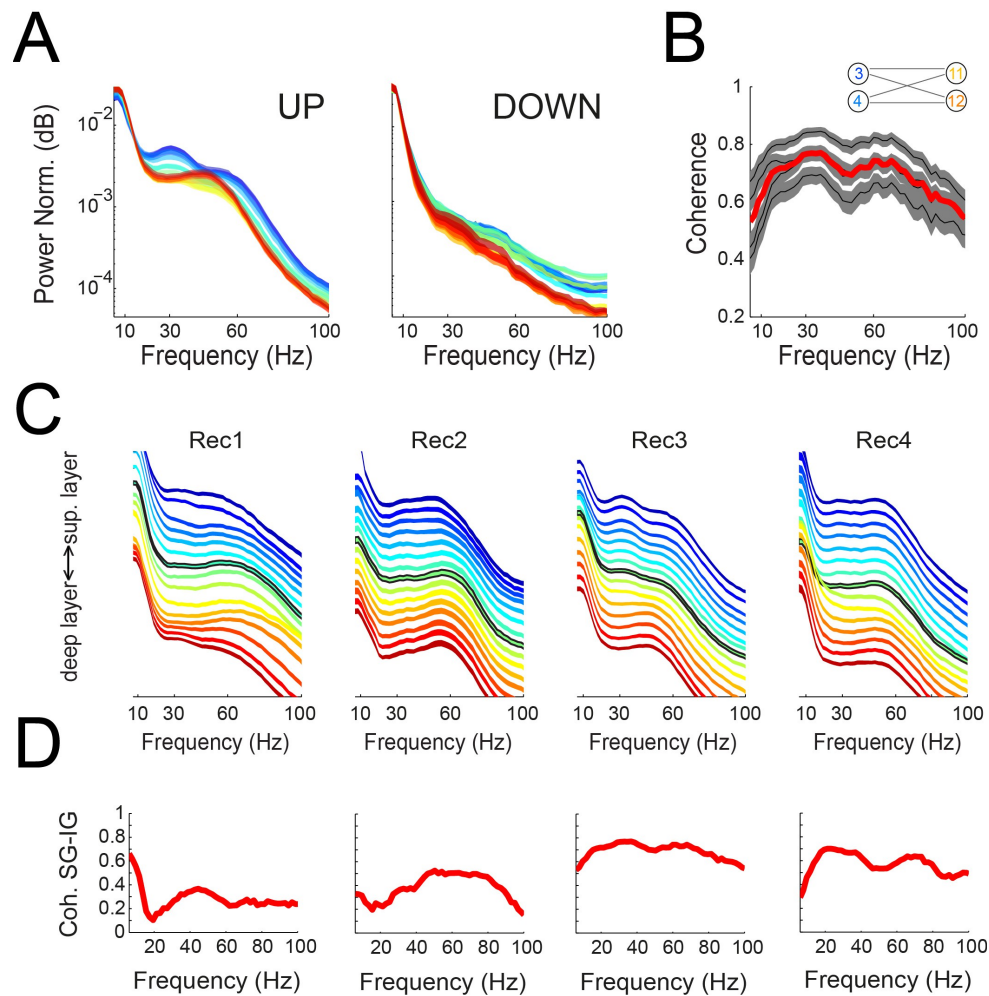 A
B
UP
DOWN
Power Norm. (dB)
10⁻²
10⁻³
10⁻⁴
10 30 60 100
10 30 60 100
Frequency (Hz)
Frequency (Hz)
3 11
4 12
Coherence
1
0.8
0.6
0.4
0.2
10 30 60 100
Frequency (Hz)
C
Rec1 Rec2 Rec3 Rec4
deep layer↔sup. layer
10 30 60 100
10 30 60 100
10 30 60 100
10 30 60 100
Frequency (Hz) Frequency (Hz) Frequency (Hz) Frequency (Hz)
D
Coh. SG-IG
1
0.8
0.6
0.4
0.2
0
20 40 60 80 100
20 40 60 80 100
20 40 60 80 100
20 40 60 80 100
Frequency (Hz) Frequency (Hz) Frequency (Hz) Frequency (Hz)